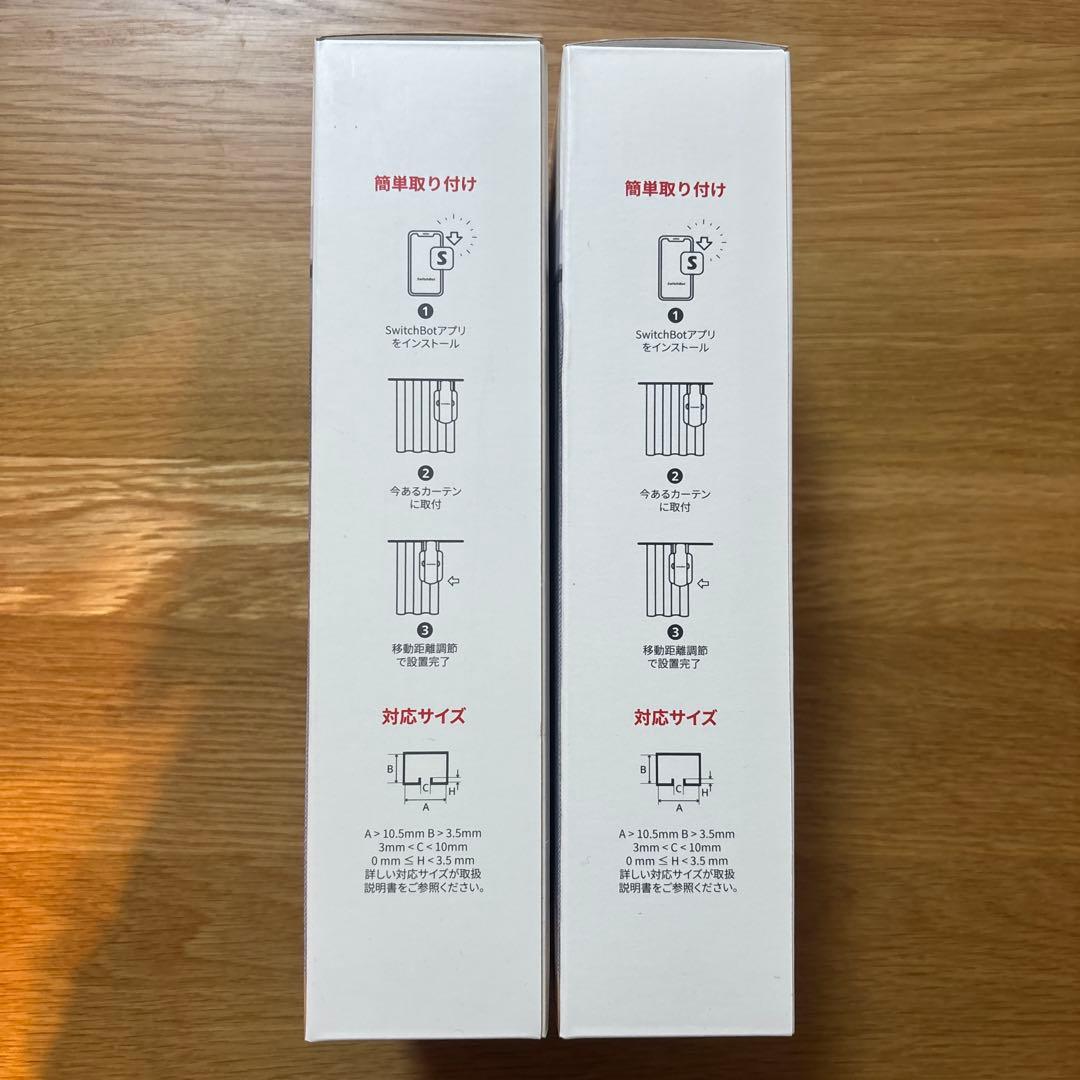 簡単取り付け
S
SwitchBot
1
SwitchBotアプリ
をインストール
2
今あるカーテン
に取付
3
移動距離調節
で設置完了
対応サイズ
B
C
H
A
A > 10.5mm B > 3.5mm
3mm < C < 10mm
0 mm ≦ H < 3.5 mm
詳しい対応サイズが取扱
説明書をご参照ください。
簡単取り付け
S
SwitchBot
1
SwitchBotアプリ
をインストール
2
今あるカーテン
に取付
3
移動距離調節
で設置完了
対応サイズ
B
C
H
A
A > 10.5mm B > 3.5mm
3mm < C < 10mm
0 mm ≦ H < 3.5 mm
詳しい対応サイズが取扱
説明書をご参照ください。